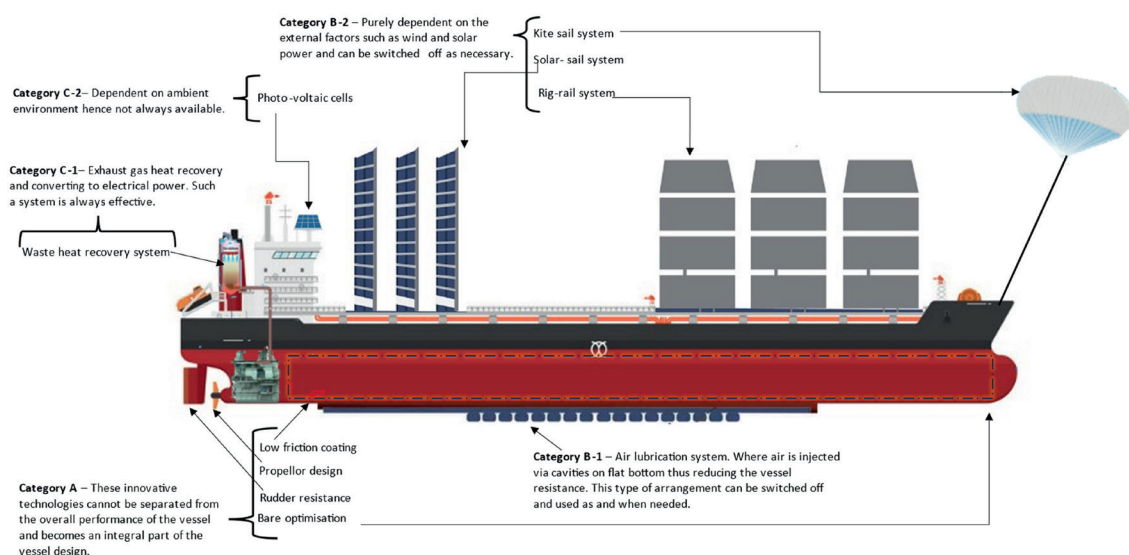 Category B-2 – Purely dependent on the
external factors such as wind and solar
power and can be switched off as necessary.
Kite sail system
Solar- sail system
Rig-rail system
Category C-2– Dependent on ambient
environment hence not always available.
Photo-voltaic cells
Category C-1– Exhaust gas heat recovery
and converting to electrical power. Such
a system is always effective.
Waste heat recovery system
Low friction coating
Propellor design
Rudder resistance
Bare optimisation
Category A – These innovative
technologies cannot be separated from
the overall performance of the vessel
and becomes an integral part of the
vessel design.
Category B-1 – Air lubrication system. Where air is injected
via cavities on flat bottom thus reducing the vessel
resistance. This type of arrangement can be switched off
and used as and when needed.